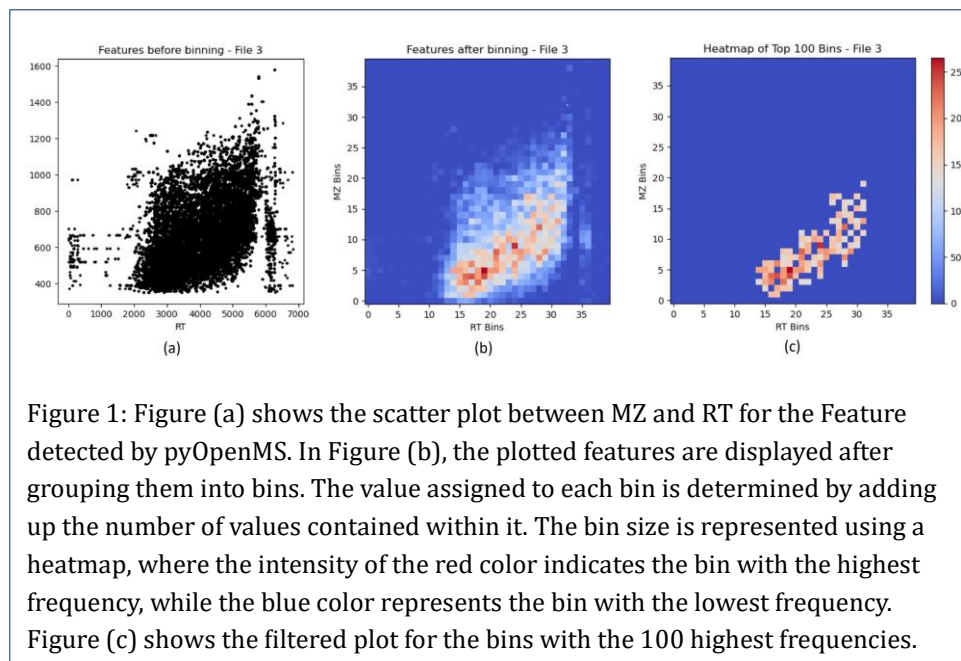 Features before binning - File 3
Features after binning - File 3
Heatmap of Top 100 Bins - File 3
1600
1400
1200
1000
800
600
400
0 1000 2000 3000 4000 5000 6000 7000
RT
(a)
MZ Bins
35
30
25
20
15
10
5
0
0 5 10 15 20 25 30 35
RT Bins
(b)
MZ Bins
35
30
25
20
15
10
5
0
0 5 10 15 20 25 30 35
RT Bins
(c)
Figure 1: Figure (a) shows the scatter plot between MZ and RT for the Feature
detected by pyOpenMS. In Figure (b), the plotted features are displayed after
grouping them into bins. The value assigned to each bin is determined by adding
up the number of values contained within it. The bin size is represented using a
heatmap, where the intensity of the red color indicates the bin with the highest
frequency, while the blue color represents the bin with the lowest frequency.
Figure (c) shows the filtered plot for the bins with the 100 highest frequencies.